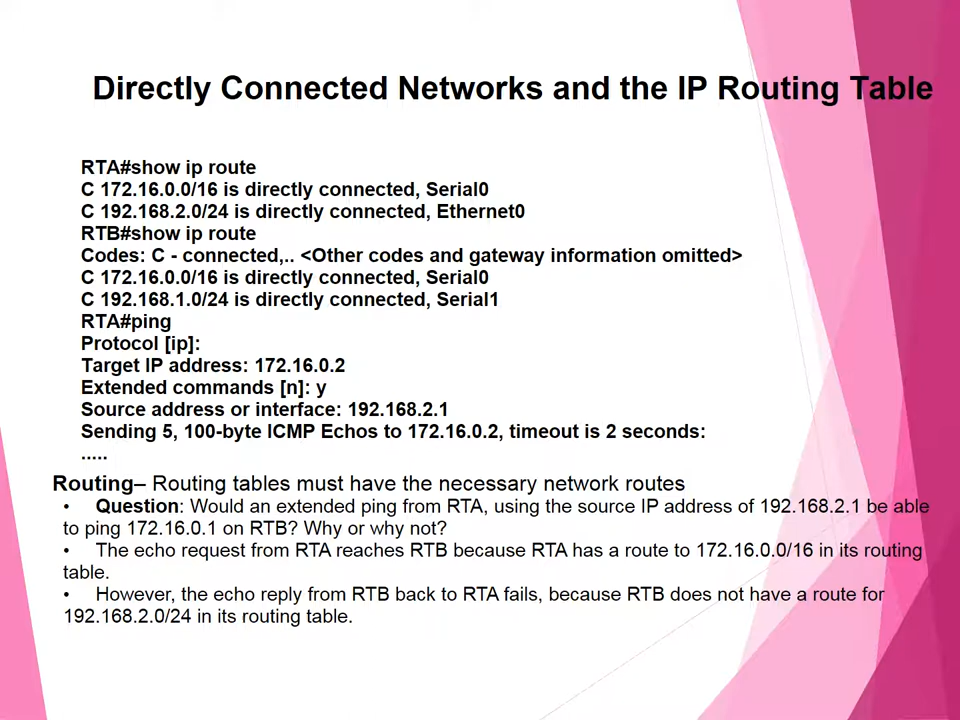 Directly Connected Networks and the IP Routing Table
RTA#show ip route
C 172.16.0.0/16 is directly connected, Serial0
C 192.168.2.0/24 is directly connected, Ethernet0
RTB#show ip route
Codes: C - connected,.. <Other codes and gateway information omitted>
C 172.16.0.0/16 is directly connected, Serial0
C 192.168.1.0/24 is directly connected, Serial1
RTA#ping
Protocol [ip]:
Target IP address: 172.16.0.2
Extended commands [n]: y
Source address or interface: 192.168.2.1
Sending 5, 100-byte ICMP Echos to 172.16.0.2, timeout is 2 seconds:
.....
Routing– Routing tables must have the necessary network routes
• Question: Would an extended ping from RTA, using the source IP address of 192.168.2.1 be able
to ping 172.16.0.1 on RTB? Why or why not?
• The echo request from RTA reaches RTB because RTA has a route to 172.16.0.0/16 in its routing
table.
• However, the echo reply from RTB back to RTA fails, because RTB does not have a route for
192.168.2.0/24 in its routing table.